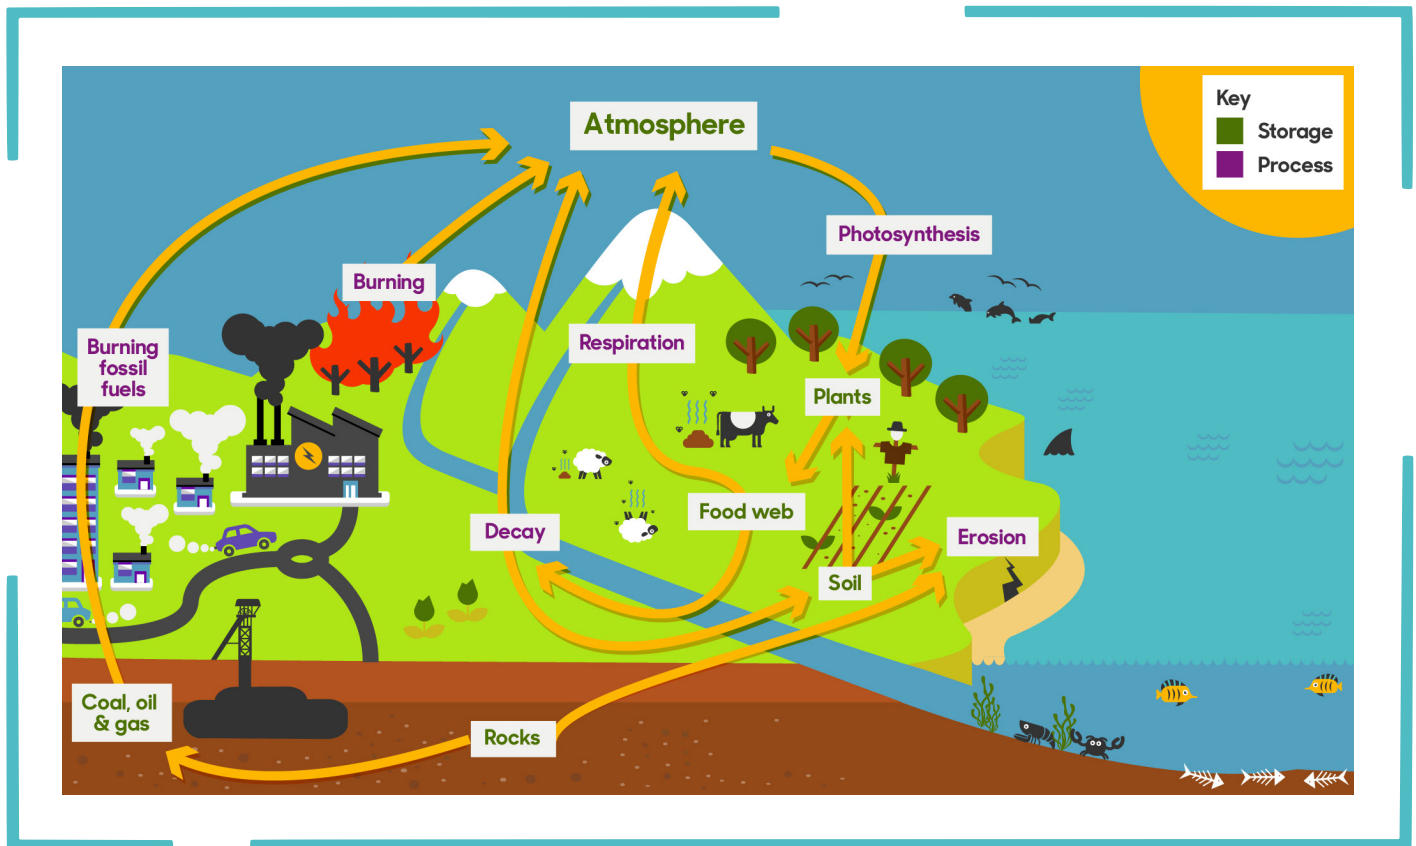 Atmosphere
Key
Storage
Process
Photosynthesis
Burning
Burning
fossil
fuels
Respiration
Plants
Food web
Decay
Erosion
Soil
Coal, oil
& gas
Rocks